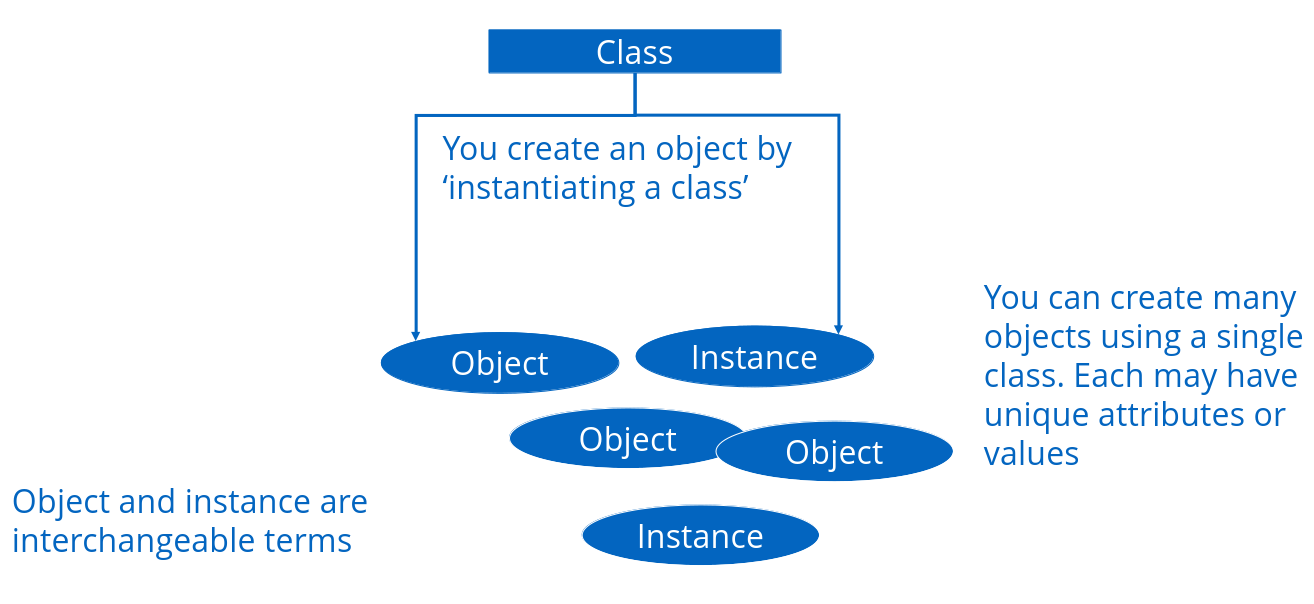 Class
You create an object by
‘instantiating a class’
You can create many
objects using a single
class. Each may have
unique attributes or
values
Object
Instance
Object
Object
Instance
Object and instance are
interchangeable terms